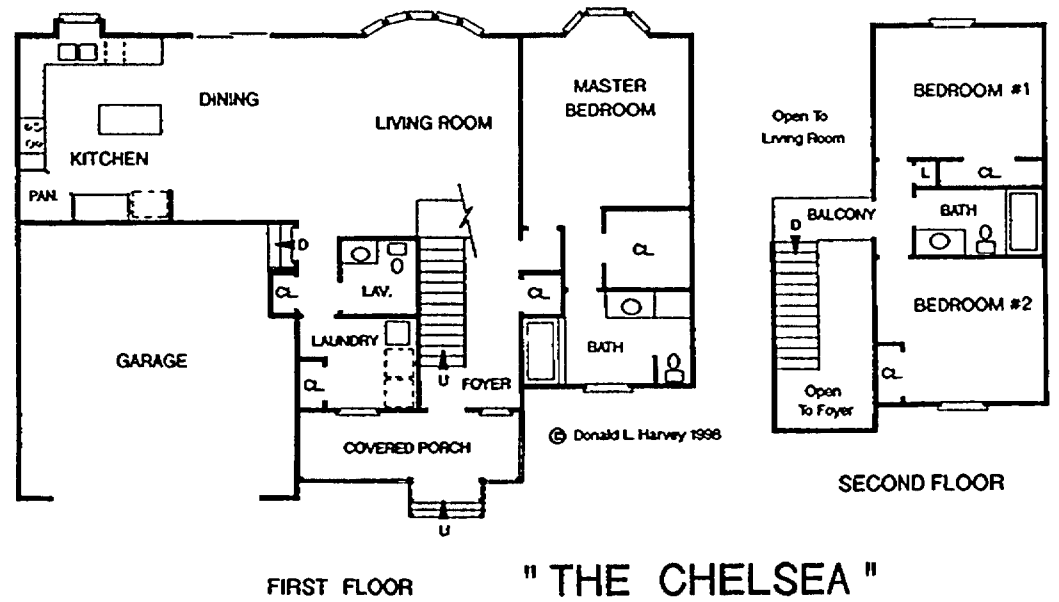 DINING
LIVING ROOM
KITCHEN
PAN.
MASTER
BEDROOM
D
CL.
LAV.
CL.
CL.
LAUNDRY
CL.
BATH
GARAGE
U
FOYER
COVERED PORCH
U
© Donald L. Harvey 1998
Open To
Living Room
BEDROOM #1
L
CL.
BALCONY
D
BATH
BEDROOM #2
CL.
Open
To Foyer
SECOND FLOOR
FIRST FLOOR
" THE CHELSEA "